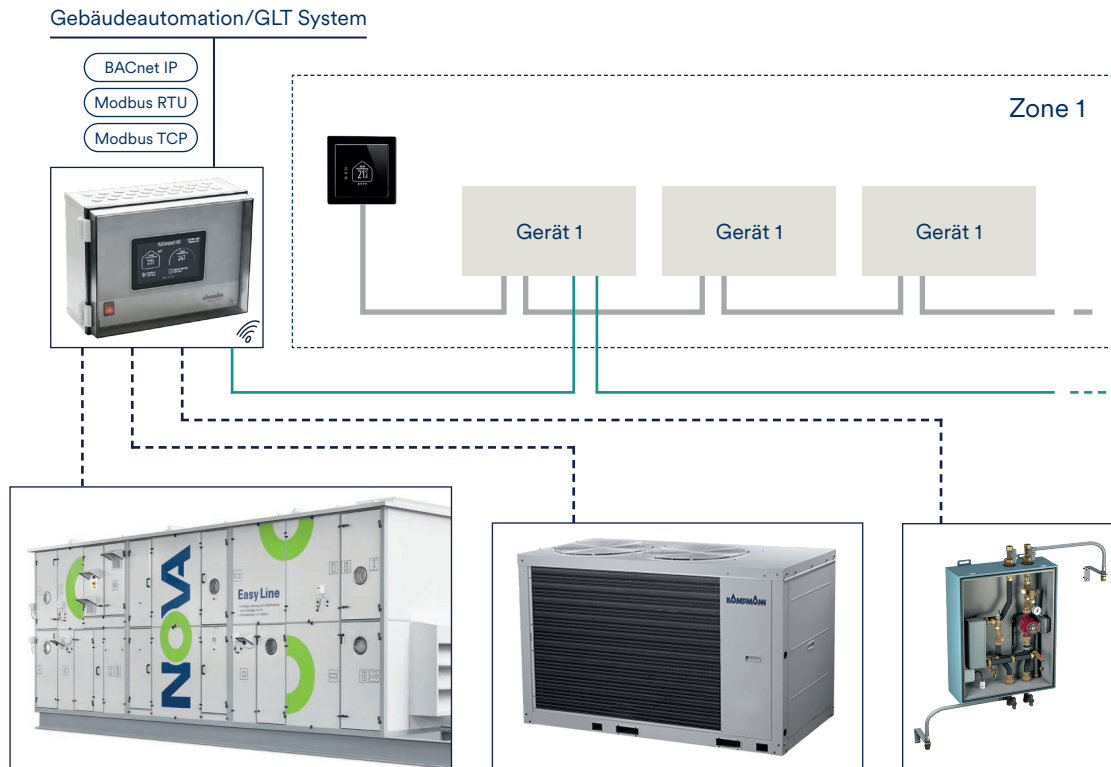 Gebäudeautomation/GLT System
BACnet IP
Modbus RTU
Modbus TCP
Zone 1
Gerät 1
Gerät 1
Gerät 1
KAMPMANN
NOVA
Easy Line
KAMPMANN